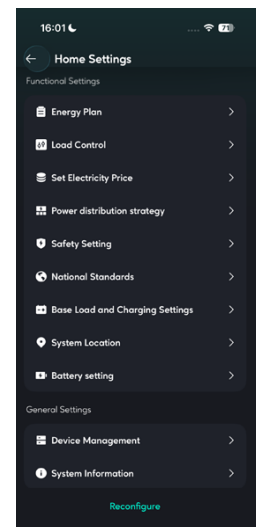 16:01
71
Home Settings
Functional Settings
Energy Plan
Load Control
Set Electricity Price
Power distribution strategy
Safety Setting
National Standards
Base Load and Charging Settings
System Location
Battery setting
General Settings
Device Management
System Information
Reconfigure